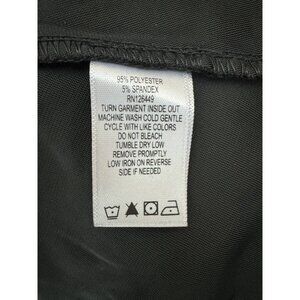 95% POLYESTER
5% SPANDEX
RN126449
TURN GARMENT INSIDE OUT
MACHINE WASH COLD GENTLE
CYCLE WITH LIKE COLORS
DO NOT BLEACH
TUMBLE DRY LOW
REMOVE PROMPTLY
LOW IRON ON REVERSE
SIDE IF NEEDED